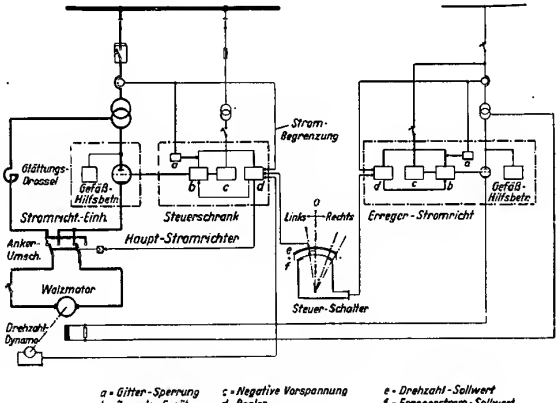 Strom-
Begrenzung
Glättungs-
Drossel
Gefäß-
Hilfsbetr.
a
b
c
d
Stromricht.-Einh.
Steuerschrank
Haupt-Stromrichter
Anker-
Umsch.
Walzmotor
Drehzahl-
Dynamo
0
Links
Rechts
e
f
Steuer-Schalter
d
c
b
a
Gefäß-
Hilfsbetr.
Erreger-Stromricht
a = Gitter-Sperrung
c = Negative Vorspannung
d
e = Drehzahl-Sollwert